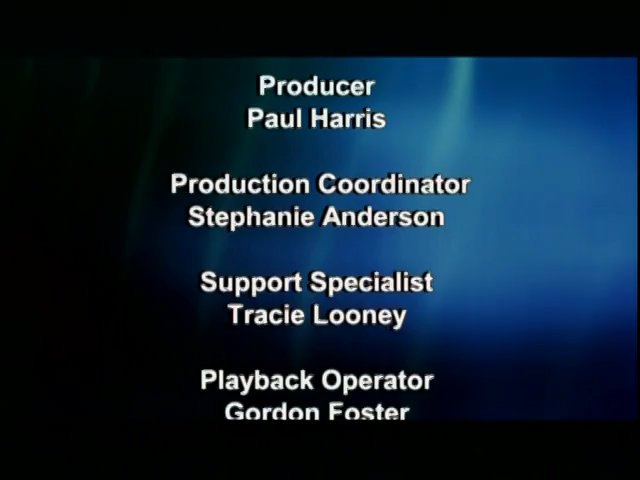 Producer
Paul Harris
Production Coordinator
Stephanie Anderson
Support Specialist
Tracie Looney
Playback Operator
Gordon Foster